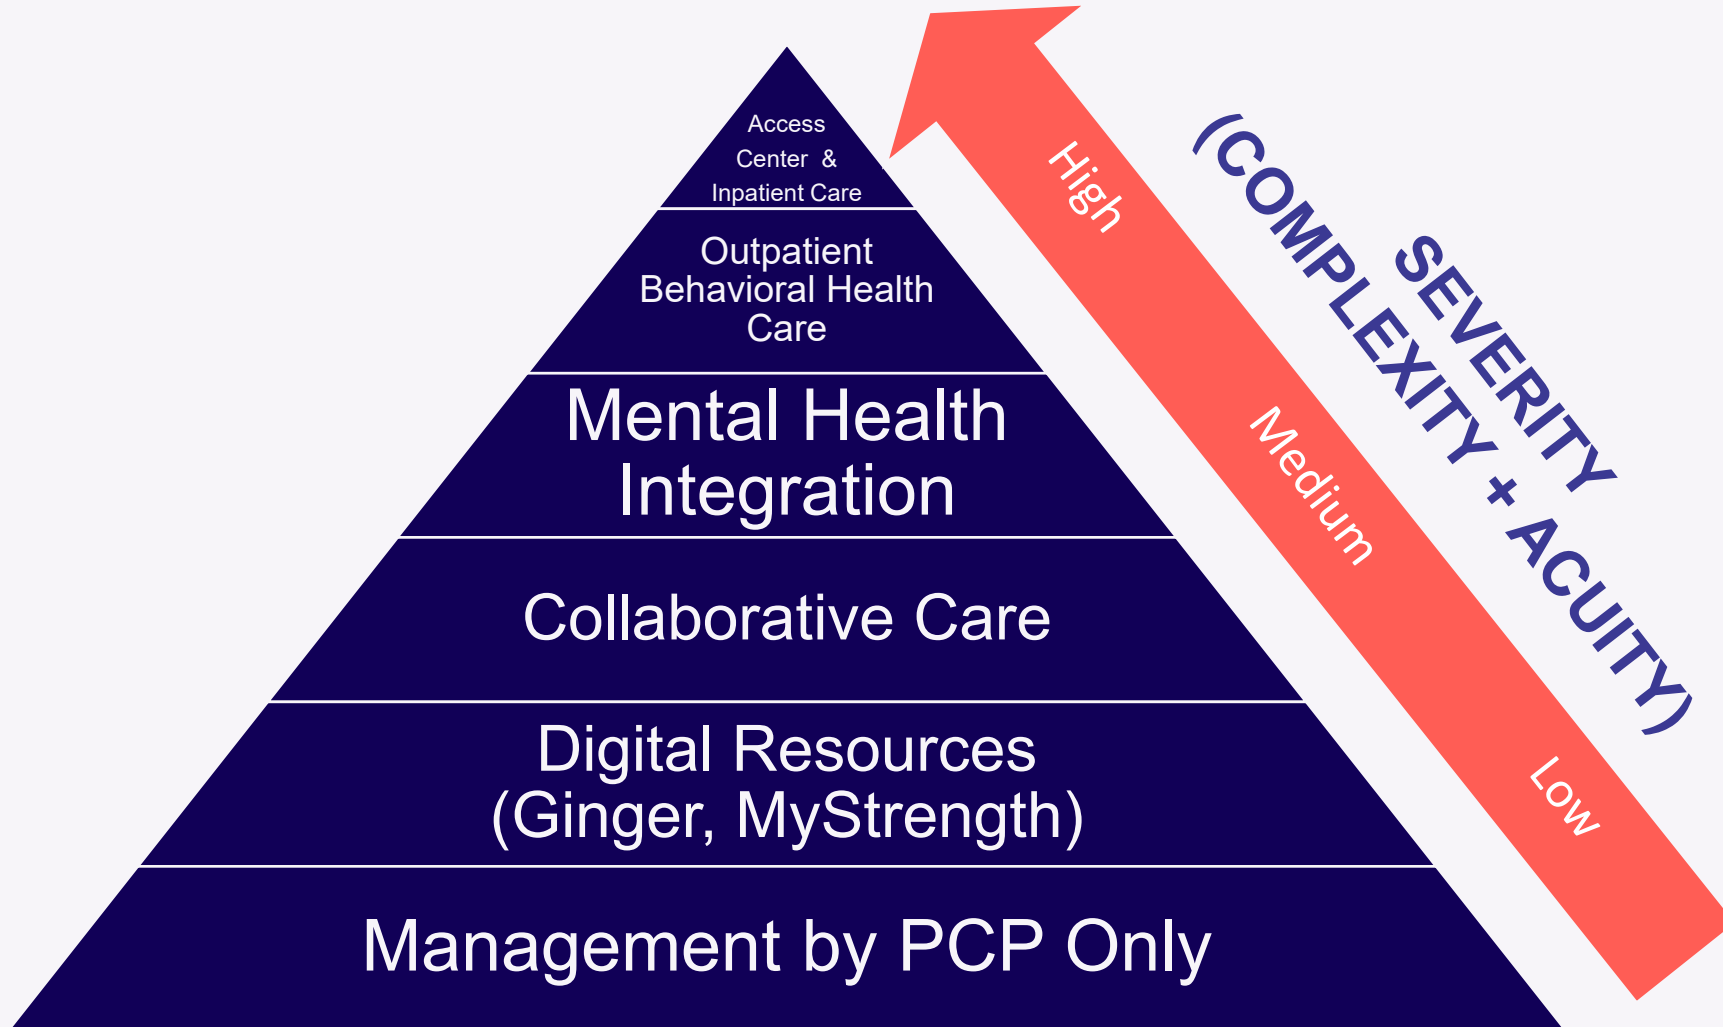 Access
Center &
Inpatient Care
Outpatient
Behavioral Health
Care
Mental Health
Integration
Collaborative Care
Digital Resources
(Ginger, MyStrength)
Management by PCP Only
High
Medium
Low
SEVERITY
(COMPLEXITY + ACUITY)